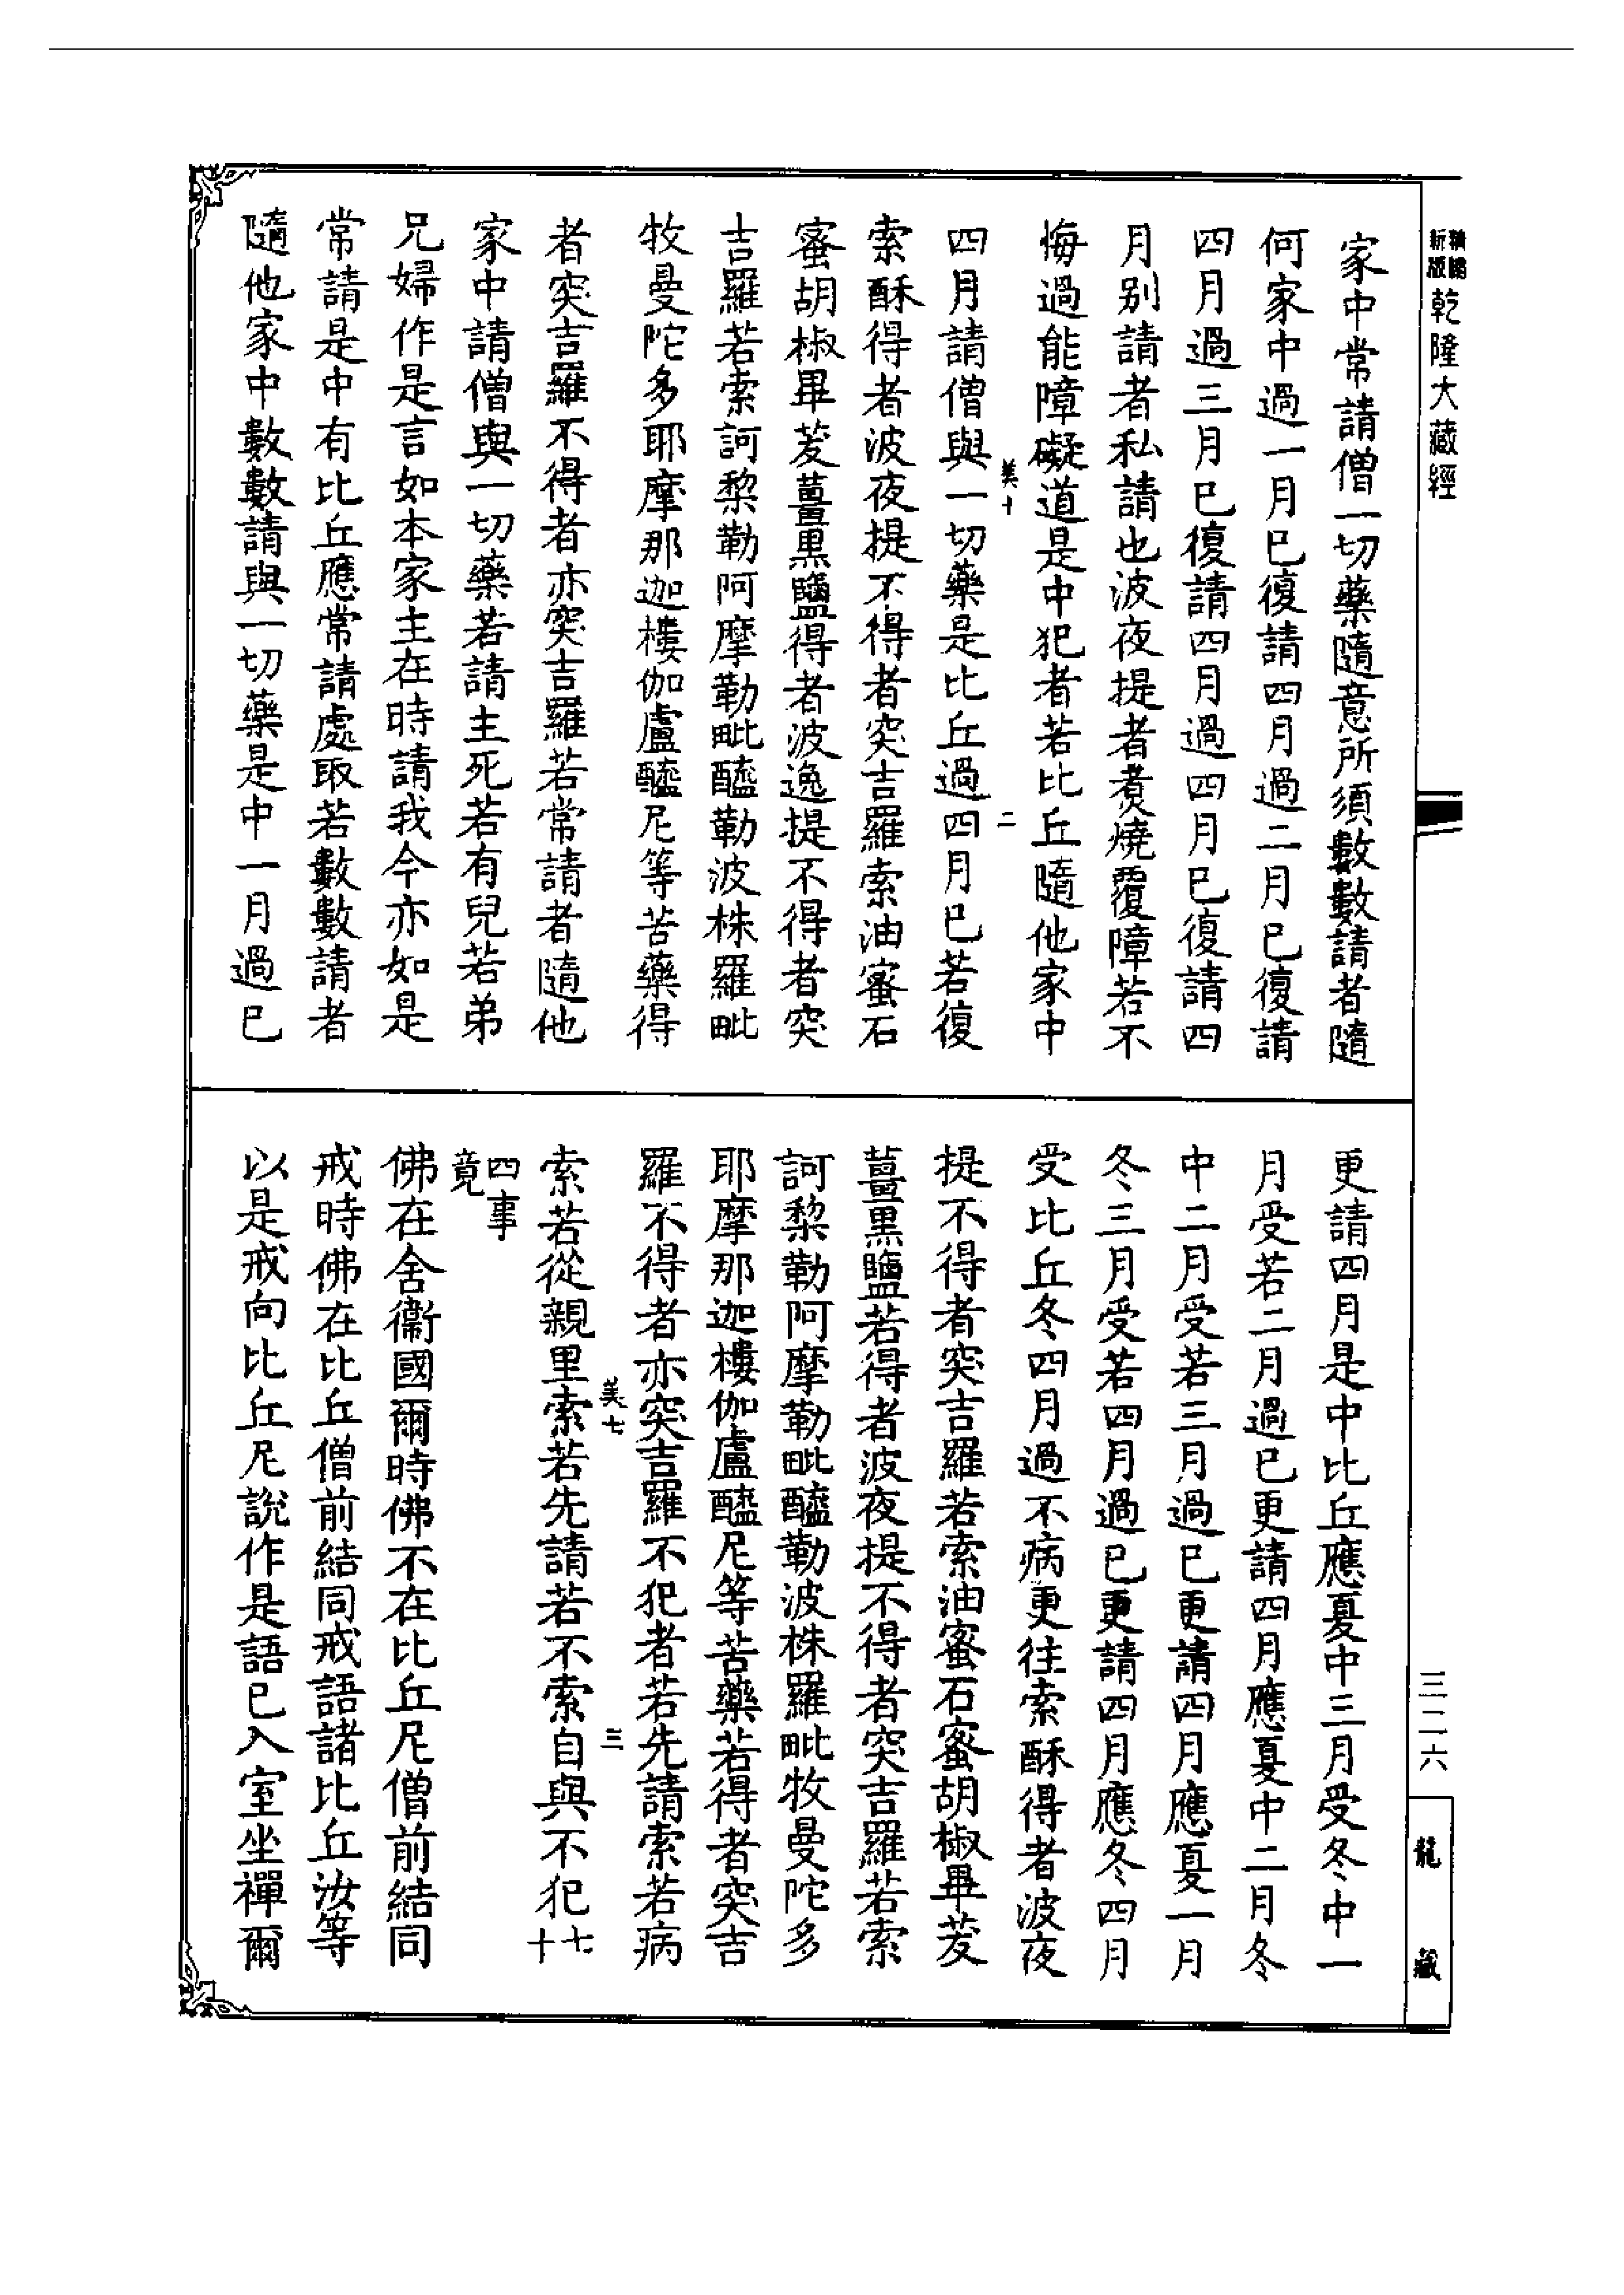 精縮新版乾隆大藏經
家中常請僧一切藥隨意所須數數請者隨
何家中過一月已復請四月過二月已復請
四月過三月已復請四月過四月已復請四
月别請者私請也波夜提者煑燒覆障若不
悔過能障礙道是中犯者若比丘隨他家中
美十
二
四月請僧與一切藥是比丘過四月已若復
索酥得者波夜提不得者突吉羅索油蜜石
蜜胡椒畢茇薑黑鹽得者波逸提不得者突
吉羅若索訶黎勒阿摩勒毗醯勒波株羅毗
牧曼陀多耶摩那迦樓伽盧醯尼等苦藥得
者突吉羅不得者亦突吉羅若常請者隨他
家中請僧與一切藥若請主死若有兒若弟
兄婦作是言如本家主在時請我今亦如是
常請是中有比丘應常請處取若數數請者
隨他家中數數請與一切藥是中一月過已
更請四月是中比丘應夏中三月受冬中一
月受若二月過已更請四月應夏中二月冬
中二月受若三月過已更請四月應夏一月
冬三月受若四月過已更請四月應冬四月
受比丘冬四月過不病更往索酥得者波夜
提不得者突吉羅若索油蜜石蜜胡椒畢茇
薑黑鹽若得者波夜提不得者突吉羅若索
訶黎勒阿摩勒毗醯勒波株羅毗牧曼陀多
耶摩那迦樓伽盧醯尼等苦藥若得者突吉
羅不得者亦突吉羅不犯者若先請索若病
美七
三
索若從親里索若先請若不索自與不犯七十
四事竟
佛在舍衞國爾時佛不在比丘尼僧前結同
戒時佛在比丘僧前結同戒語諸比丘汝等
以是戒向比丘尼說作是語已入室坐禪爾
三二六
龍藏